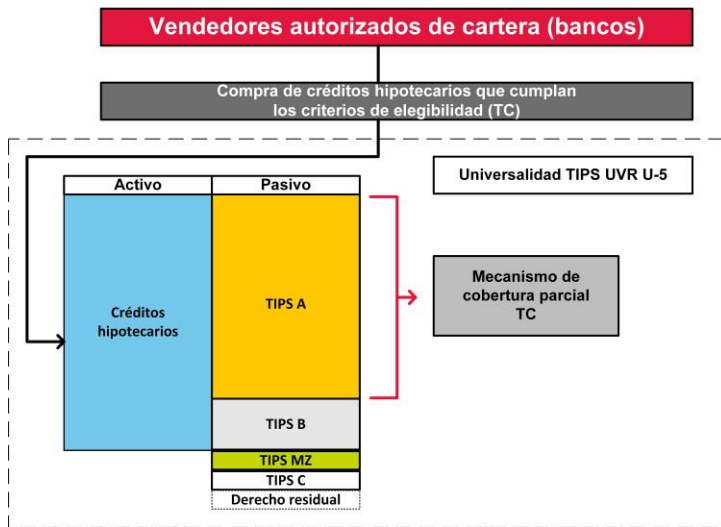 Vendedores autorizados de cartera (bancos)
Compra de créditos hipotecarios que cumplan
los criterios de elegibilidad (TC)
Universalidad TIPS UVR U-5
Activo
Pasivo
Créditos
hipotecarios
TIPS A
Mecanismo de
cobertura parcial
TC
TIPS B
TIPS MZ
TIPS C
Derecho residual